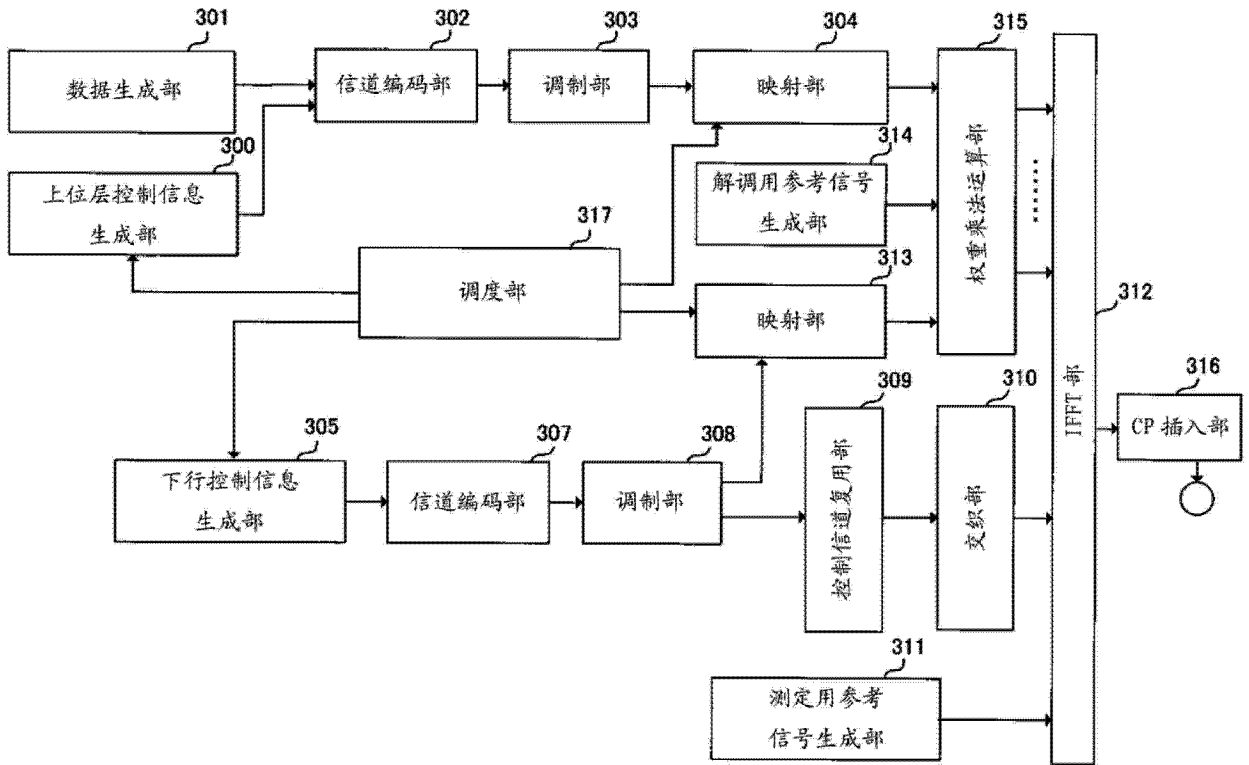 301
数据生成部
302
信道编码部
303
调制部
304
映射部
315
权重乘法运算部
300
上位层控制信息
生成部
314
解调用参考信号
生成部
317
调度部
313
映射部
312
IFFT 部
316
CP 插入部
305
下行控制信息
生成部
307
信道编码部
308
调制部
309
控制信道复用部
310
交织部
311
测定用参考
信号生成部